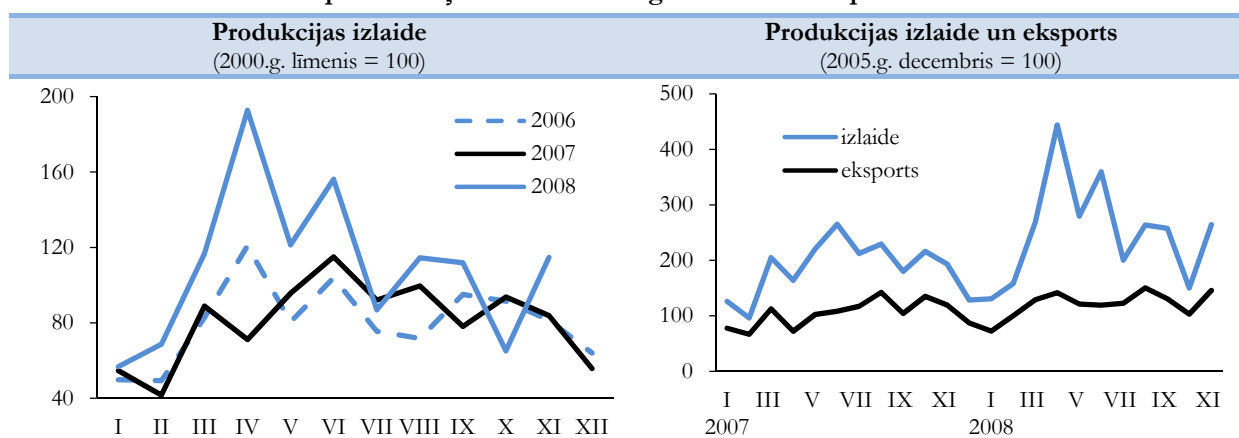 Produkcijas izlaide
(2000.g. līmenis = 100)
200
160
120
80
40
2006
2007
2008
I II III IV V VI VII VIII IX X XI XII
Produkcijas izlaide un eksports
(2005.g. decembris = 100)
500
400
300
200
100
0
izlaide
eksports
I III V VII IX XI I III V VII IX XI
2007 2008